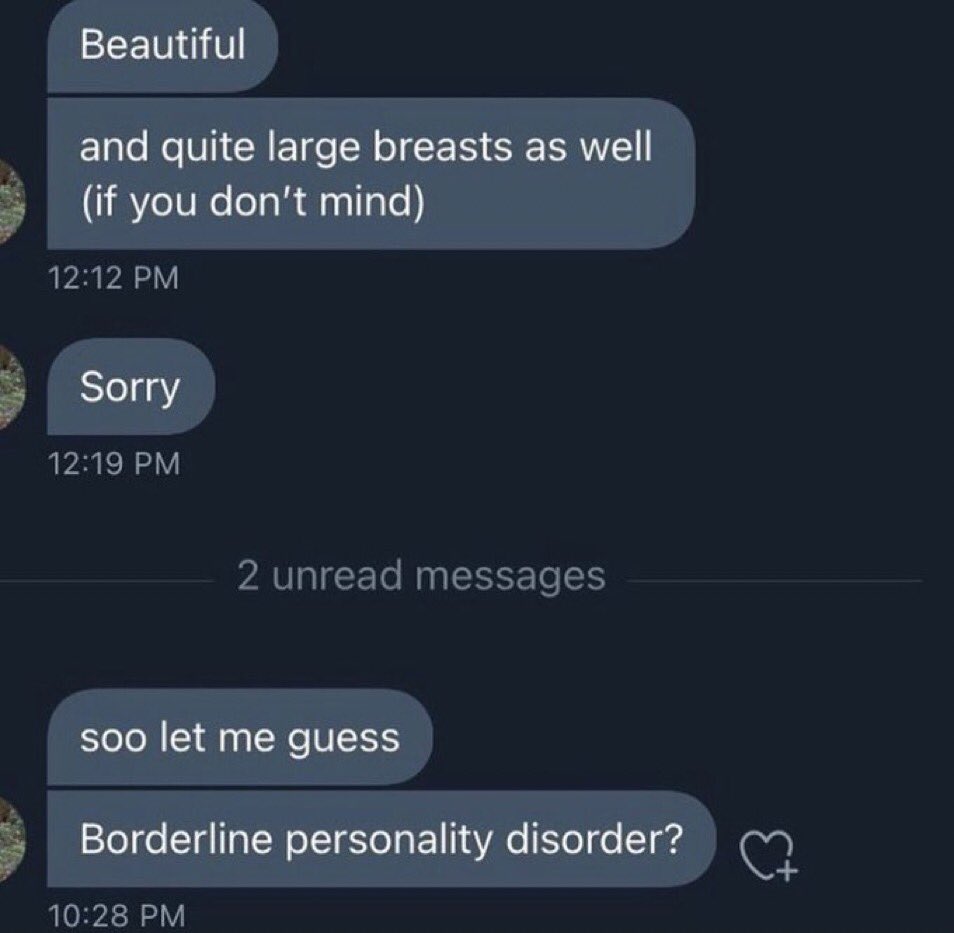 Beautiful
and quite large breasts as well
(if you don’t mind)
12:12 PM
Sorry
12:19 PM
2 unread messages
soo let me guess
Borderline personality disorder?
10:28 PM